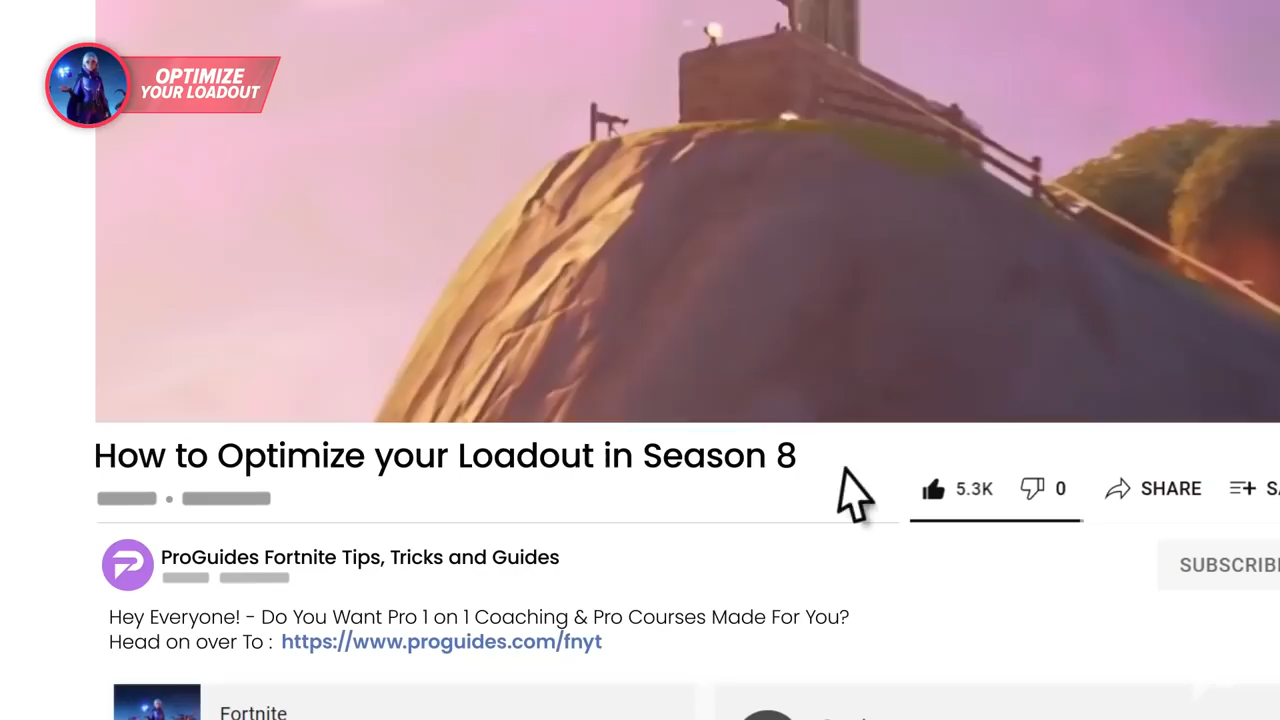 OPTIMIZE
YOUR LOADOUT
How to Optimize your Loadout in Season 8
5.3K
0
SHARE
ProGuides Fortnite Tips, Tricks and Guides
Hey Everyone! - Do You Want Pro 1 on 1 Coaching & Pro Courses Made For You?
Head on over To : https://www.proguides.com/fnyt
Fortnite